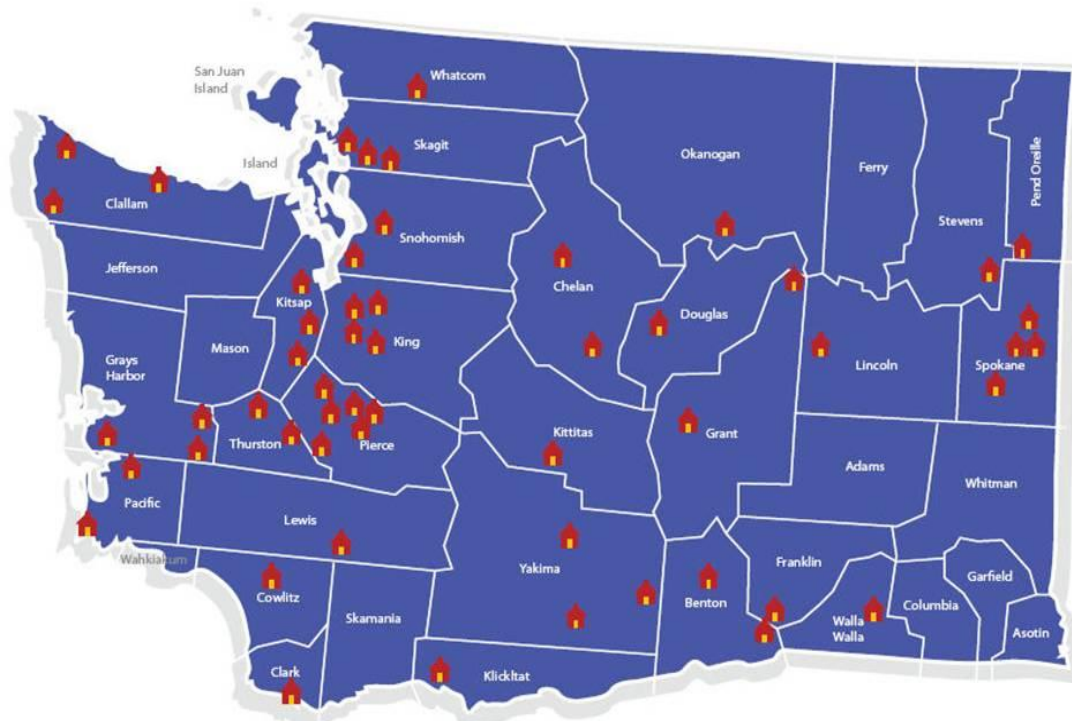 San Juan
Island
Whatcom
Skagit
Island
Okanogan
Ferry
Pend Oreille
Stevens
Clallam
Snohomish
Jefferson
Kitsap
Chelan
Douglas
King
Mason
Grays
Harbor
Lincoln
Spokane
Thurston
Pierce
Kittitas
Grant
Adams
Whitman
Pacific
Lewis
Wahkiakum
Yakima
Franklin
Garfield
Cowlitz
Skamania
Benton
Columbia
Walla
Walla
Asotin
Clark
Klickltat